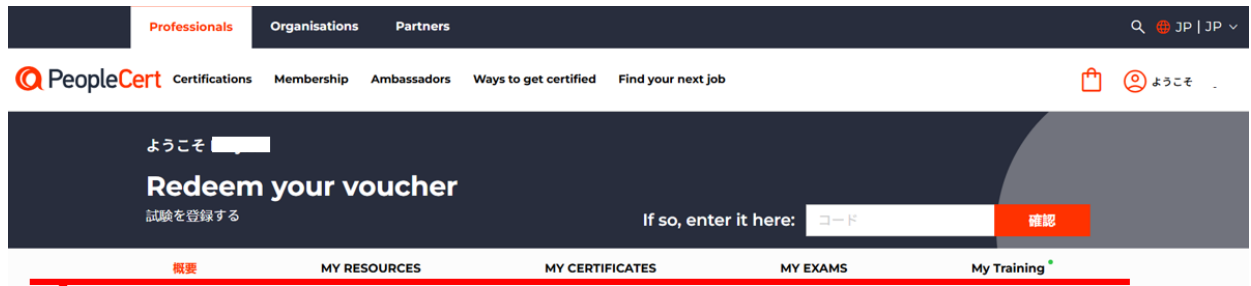 Professionals Organisations Partners JP | JP
PeopleCert Certifications Membership Ambassadors Ways to get certified Find your next job ようこそ
ようこそ
Redeem your voucher
試験を登録する
If so, enter it here: コード 確認
概要 MY RESOURCES MY CERTIFICATES MY EXAMS My Training